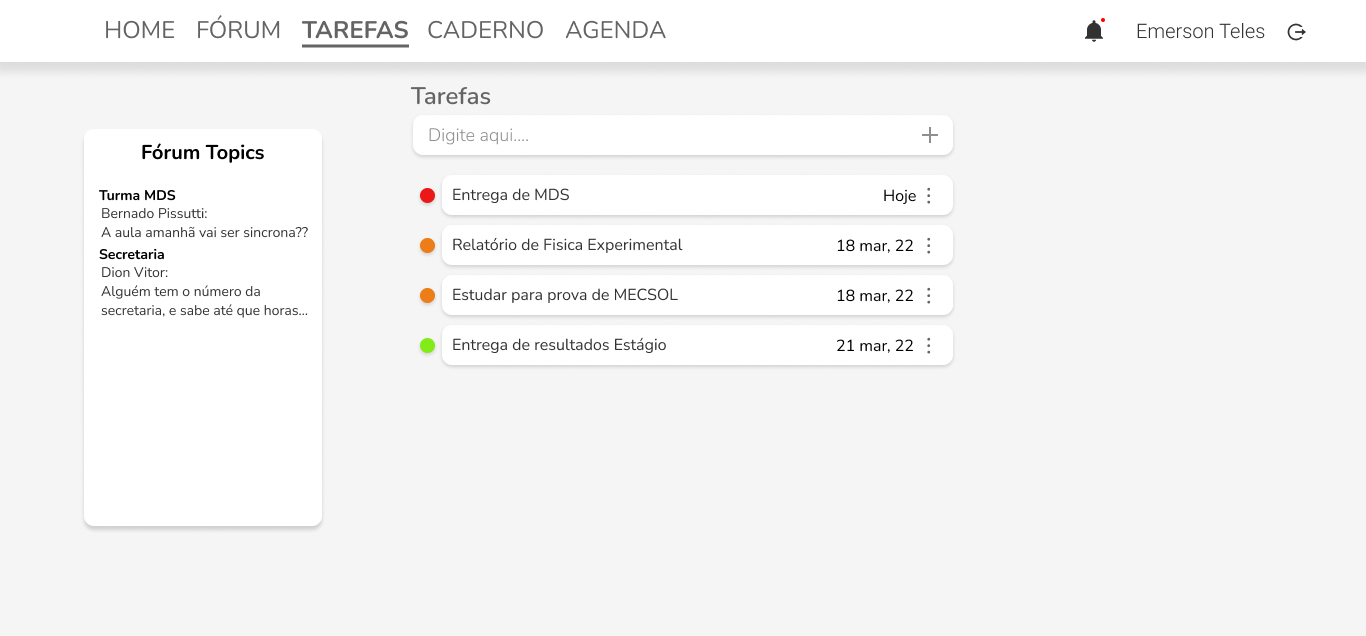 HOME FÓRUM TAREFAS CADERNO AGENDA Emerson Teles
Tarefas
Digite aqui....
Fórum Topics
Turma MDS
Bernado Pissutti:
A aula amanhã vai ser sincrona??
Secretaria
Dion Vitor:
Alguém tem o número da
secretaria, e sabe até que horas...
Entrega de MDS Hoje
Relatório de Fisica Experimental 18 mar, 22
Estudar para prova de MECSOL 18 mar, 22
Entrega de resultados Estágio 21 mar, 22